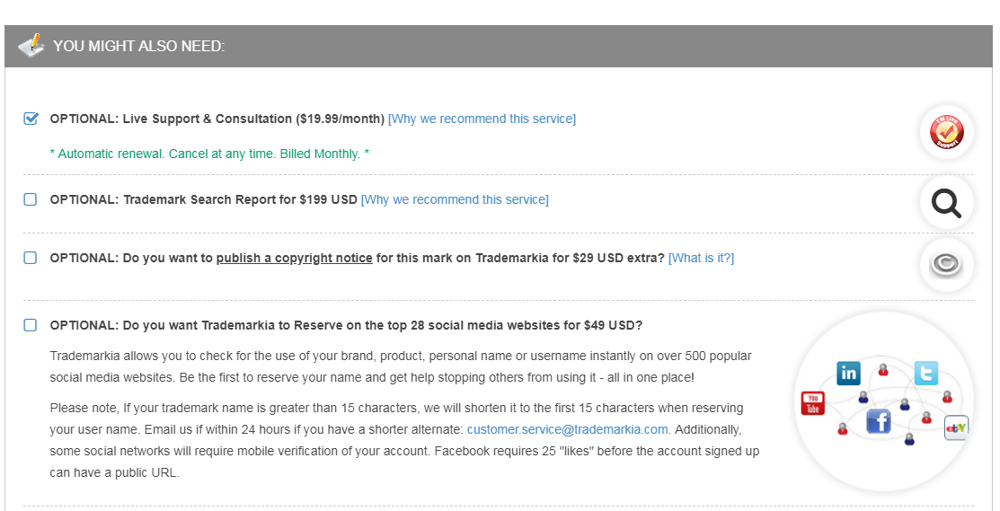 YOU MIGHT ALSO NEED:
OPTIONAL: Live Support & Consultation ($19.99/month) [Why we recommend this service]
* Automatic renewal. Cancel at any time. Billed Monthly. *
OPTIONAL: Trademark Search Report for $199 USD [Why we recommend this service]
OPTIONAL: Do you want to publish a copyright notice for this mark on Trademarkia for $29 USD extra? [What is it?]
©
OPTIONAL: Do you want Trademarkia to Reserve on the top 28 social media websites for $49 USD?
Trademarkia allows you to check for the use of your brand, product, personal name or username instantly on over 500 popular
social media websites. Be the first to reserve your name and get help stopping others from using it - all in one place!
Please note, If your trademark name is greater than 15 characters, we will shorten it to the first 15 characters when reserving
your user name. Email us if within 24 hours if you have a shorter alternate: customer.service@trademarkia.com. Additionally,
some social networks will require mobile verification of your account. Facebook requires 25 "likes" before the account signed up
can have a public URL.
in
t
You
Tube
f
ebY